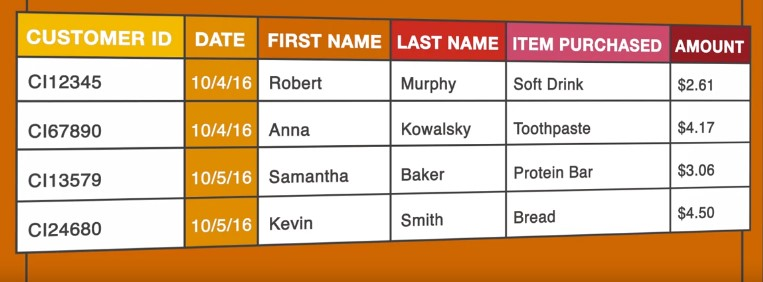 CUSTOMER ID DATE FIRST NAME LAST NAME ITEM PURCHASED AMOUNT
CI12345 10/4/16 Robert Murphy Soft Drink $2.61
CI67890 10/4/16 Anna Kowalsky Toothpaste $4.17
CI13579 10/5/16 Samantha Baker Protein Bar $3.06
CI24680 10/5/16 Kevin Smith Bread $4.50